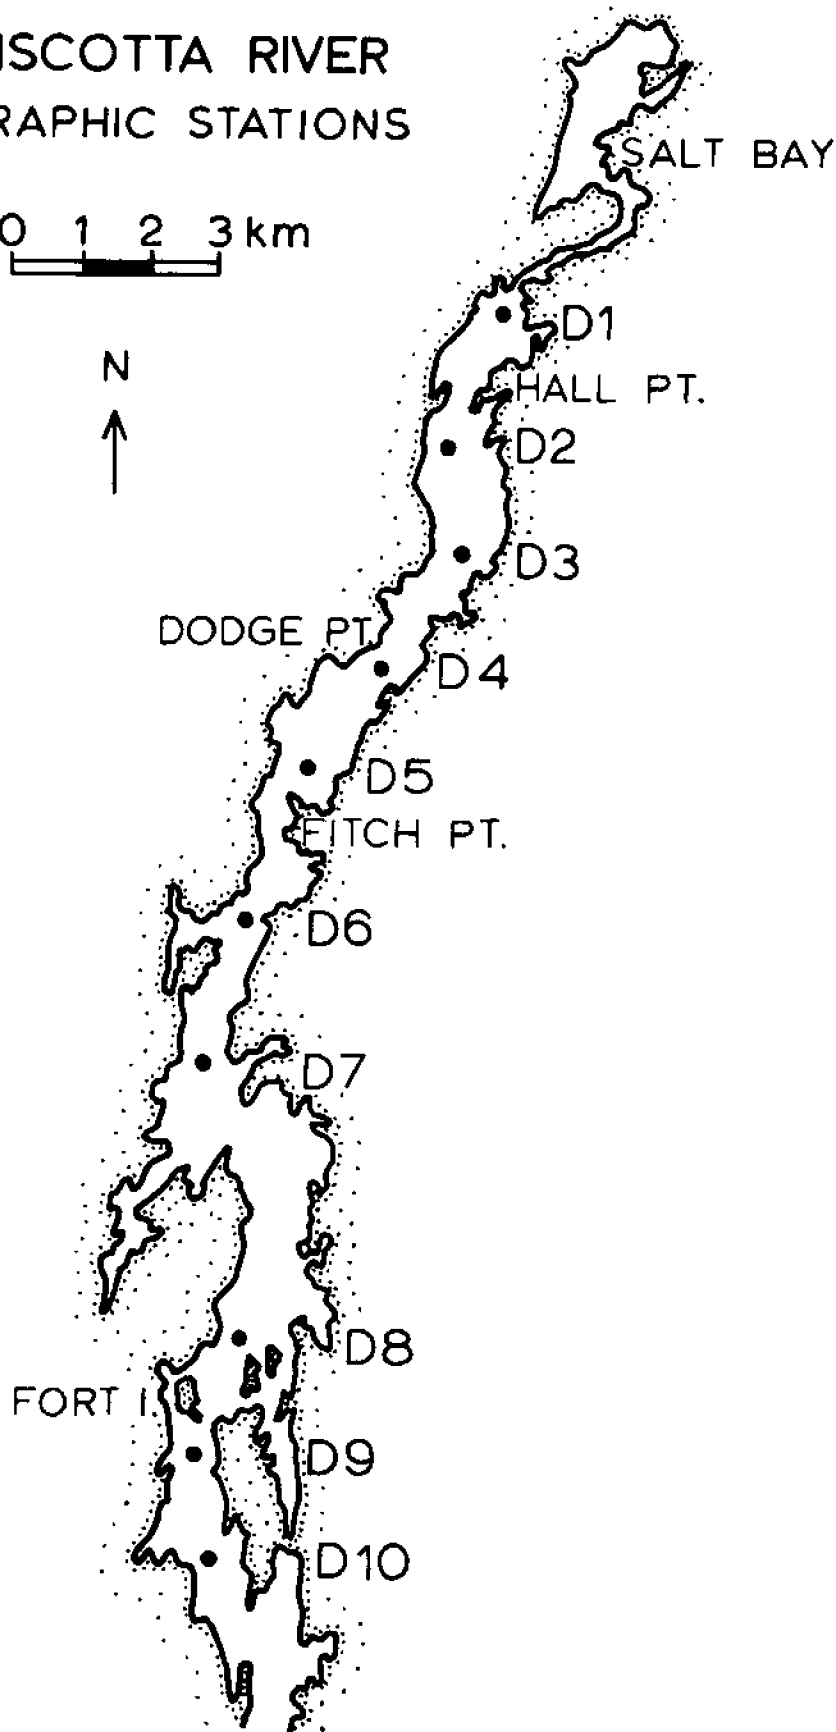 ISCOTTA RIVER
RAPHIC STATIONS
0 1 2 3 km
N
SALT BAY
D1
HALL PT.
D2
D3
DODGE PT.
D4
D5
FITCH PT.
D6
D7
D8
FORT I.
D9
D10